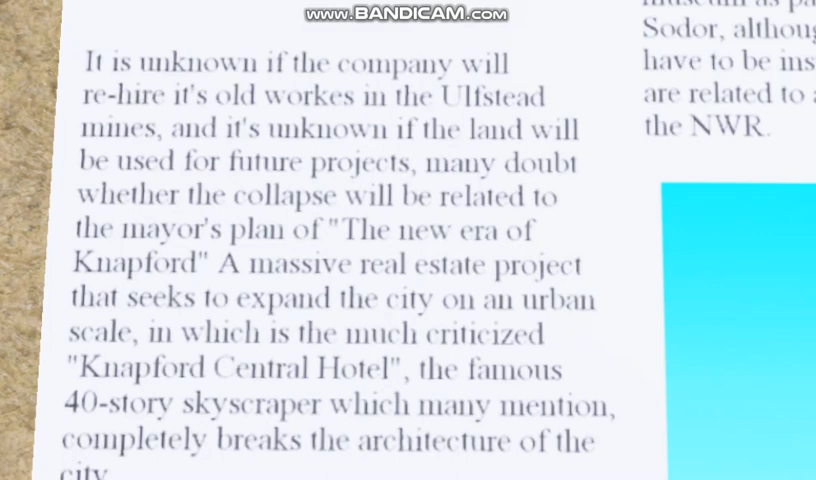 www.BANDICAM.com
It is unknown if the company will
re-hire it's old workes in the Ulfstead
mines, and it's unknown if the land will
be used for future projects, many doubt
whether the collapse will be related to
the mayor's plan of "The new era of
Knapford" A massive real estate project
that seeks to expand the city on an urban
scale, in which is the much criticized
"Knapford Central Hotel", the famous
40-story skyscraper which many mention,
completely breaks the architecture of the
city
Sodor,
have to be
are related to
the NWR.